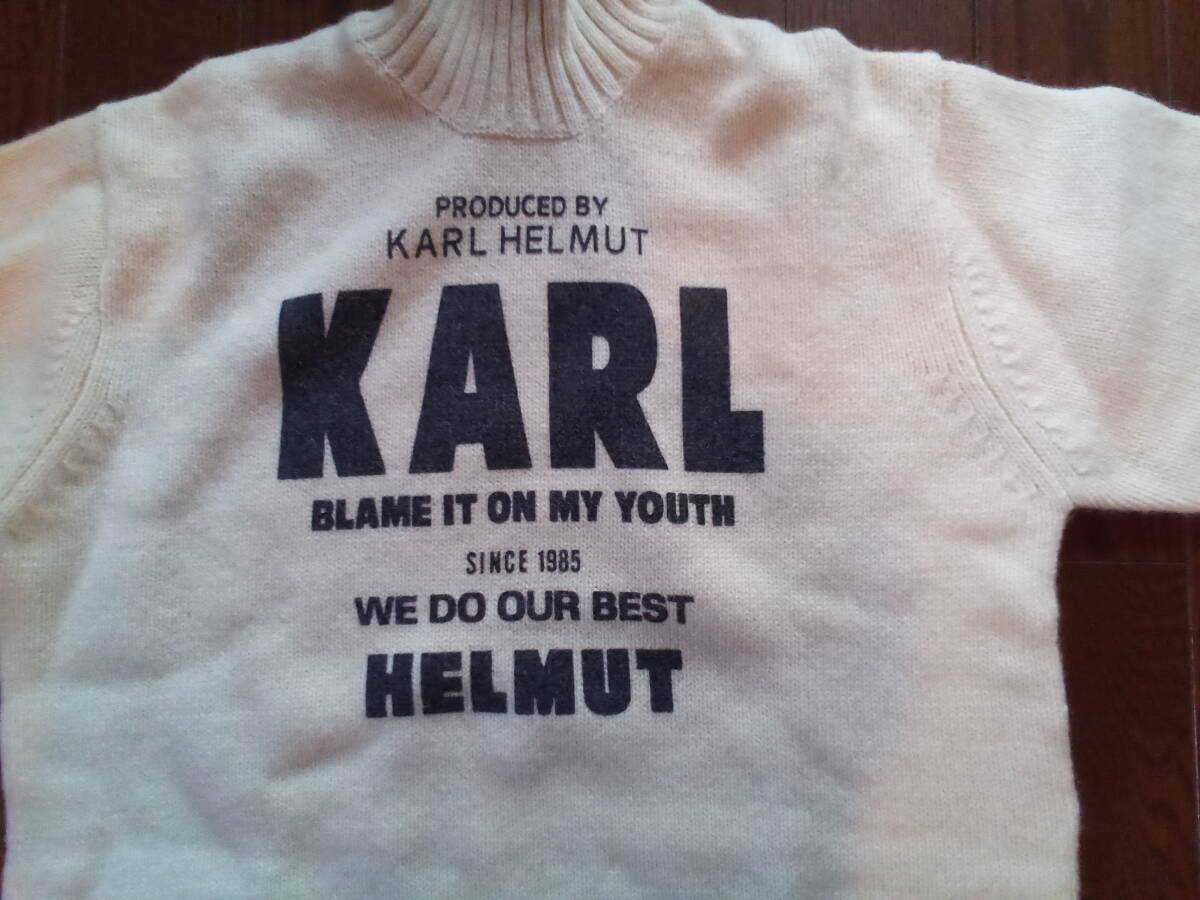 PRODUCED BY
KARL HELMUT
KARL
BLAME IT ON MY YOUTH
SINCE 1985
WE DO OUR BEST
HELMUT